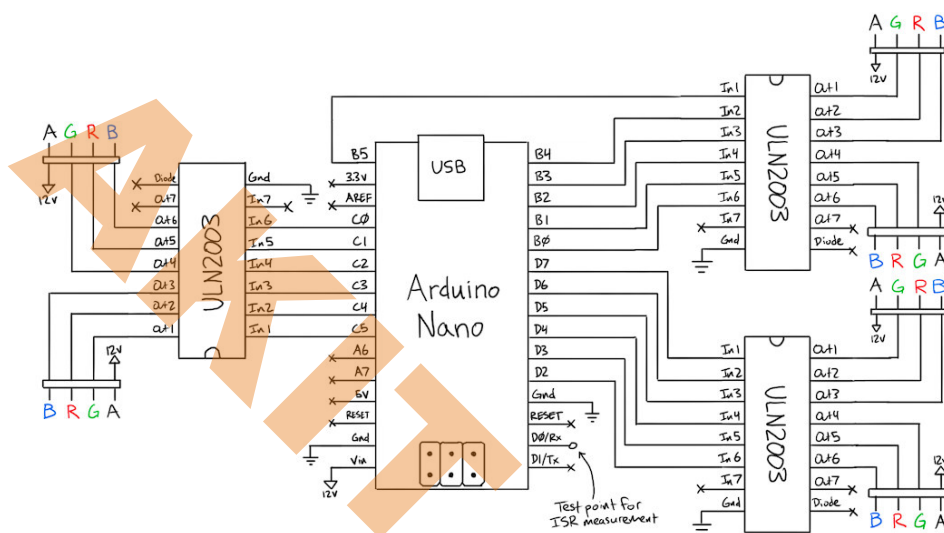 A G R B
12V
Diode
Out7
Out6
Out5
Out4
Out3
Out2
Out1
ULN2003
Gnd
In7
In6
In5
In4
In3
In2
In1
12V
B R G A
USB
Arduino
Nano
B5
3.3V
AREF
C0
C1
C2
C3
C4
C5
A6
A7
5V
RESET
Gnd
Vin
12V
B4
B3
B2
B1
B0
D7
D6
D5
D4
D3
D2
Gnd
RESET
D0/Rx
D1/Tx
Test point for
ISR measurement
In1
In2
In3
In4
In5
In6
In7
Gnd
ULN2003
Out1
Out2
Out3
Out4
Out5
Out6
Out7
Diode
A G R B
12V
12V
B R G A
In1
In2
In3
In4
In5
In6
In7
Gnd
ULN2003
Out1
Out2
Out3
Out4
Out5
Out6
Out7
Diode
A G R B
12V
12V
B R G A
AKIT